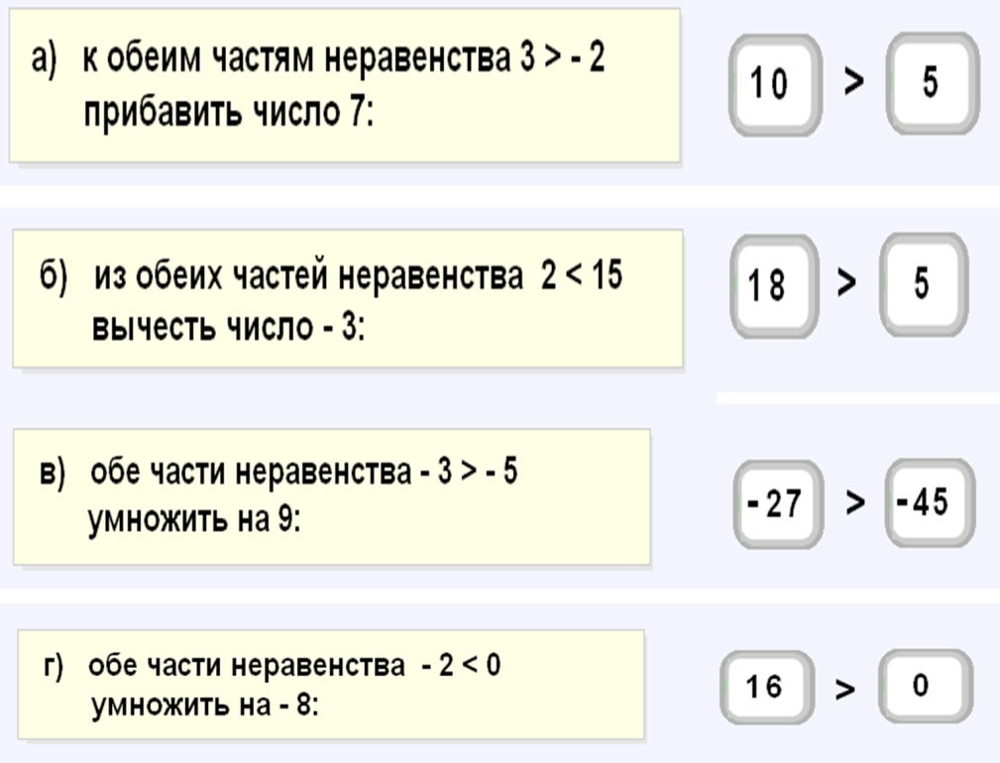 а) к обеим частям неравенства 3 > - 2
прибавить число 7:
10 > 5
б) из обеих частей неравенства 2 < 15
вычесть число - 3:
18 > 5
в) обе части неравенства - 3 > - 5
умножить на 9:
-27 > -45
г) обе части неравенства - 2 < 0
умножить на - 8:
16 > 0